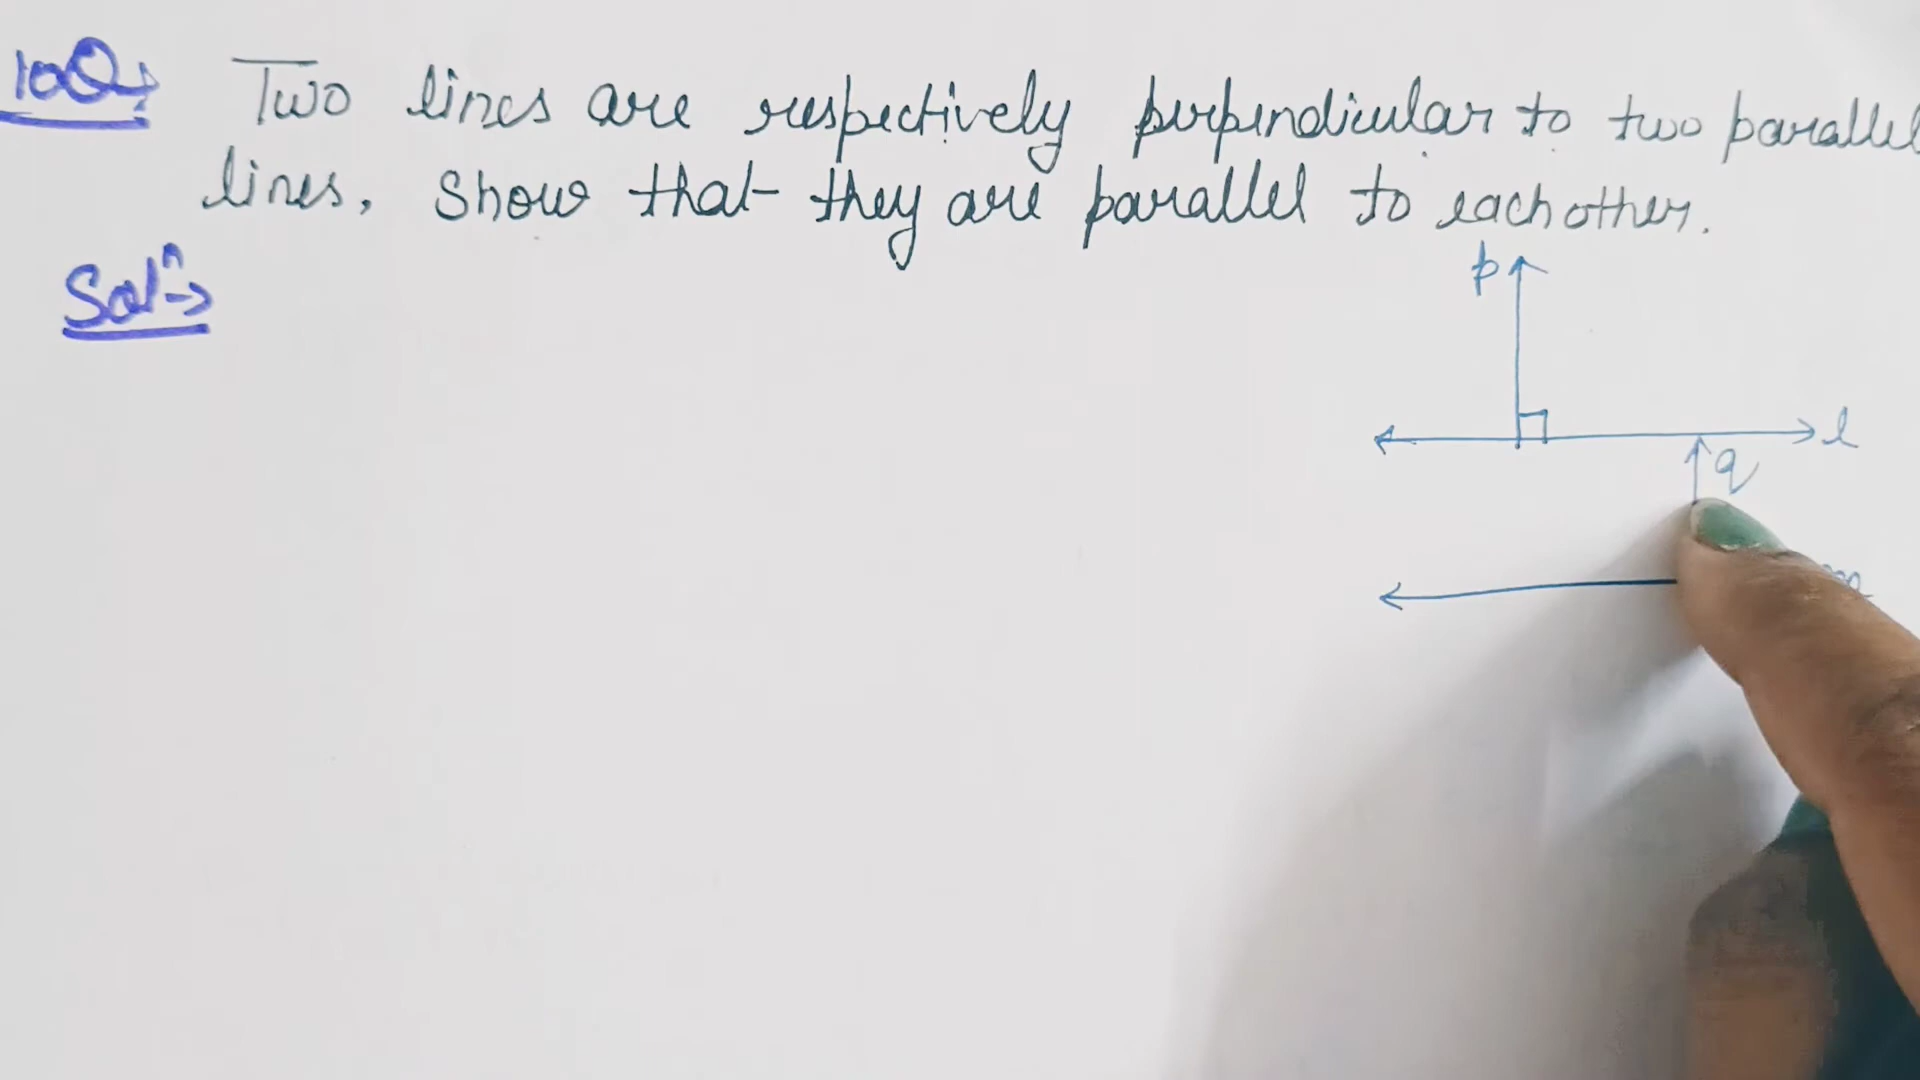 10Q→ Two lines are respectively perpendicular to two parallel
lines. Show that they are parallel to each other.
Solⁿ→
p
l
q